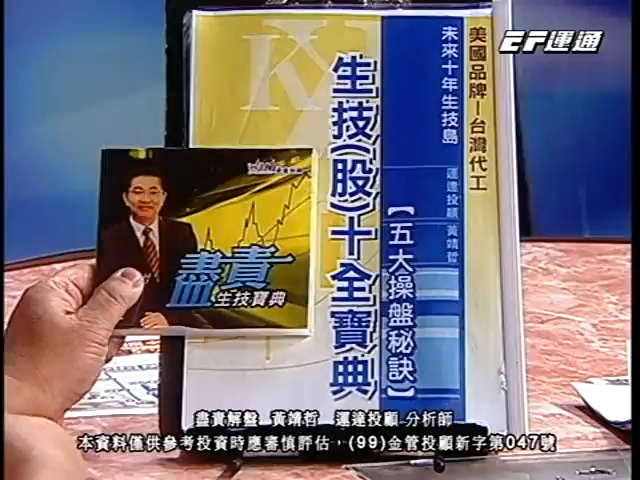 EF運通
美國品牌—台灣代工
未來十年生技島
運達投顧 黃靖哲
生技(股)十全寶典
【五大操盤秘訣】
盡責
生技寶典
盡責解盤 黃靖哲 運達投顧 分析師
本資料僅供參考投資時應審慎評估,(99)金管投顧新字第047號